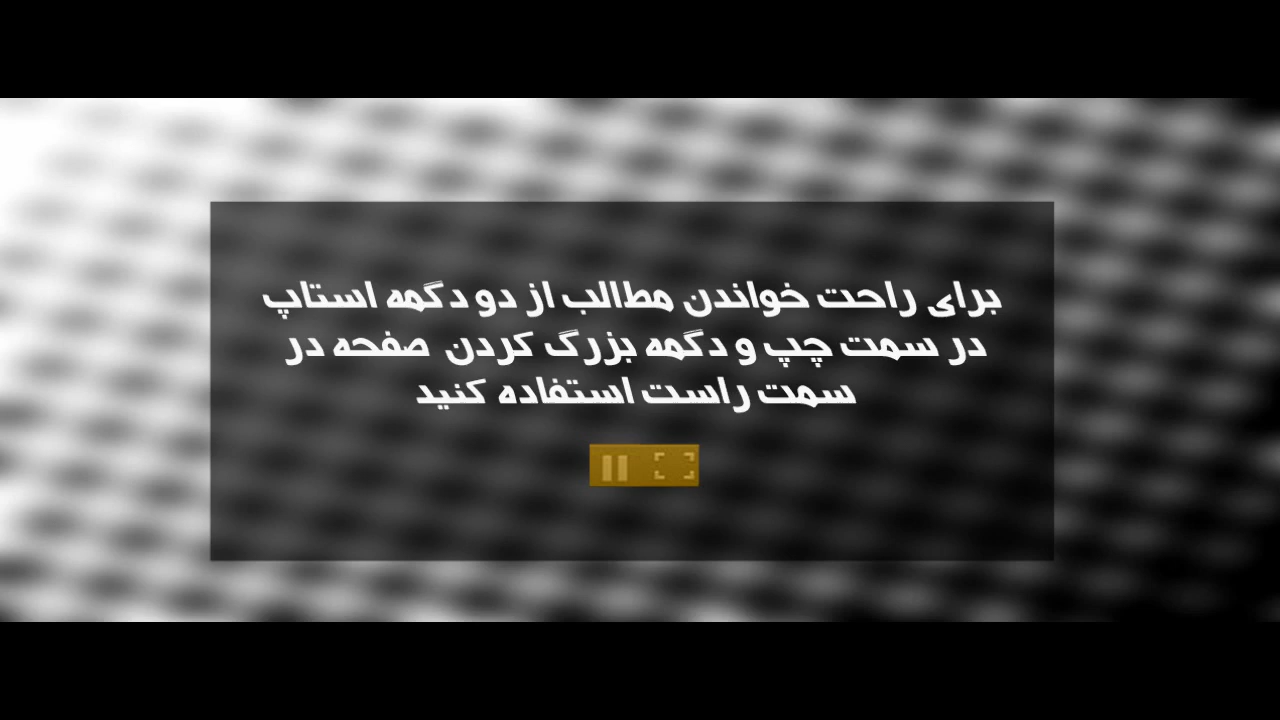 برای راحت خواندن مطالب از دو دگمه استاپ
در سمت چپ و دگمه بزرگ کردن صفحه در
سمت راست استفاده کنید